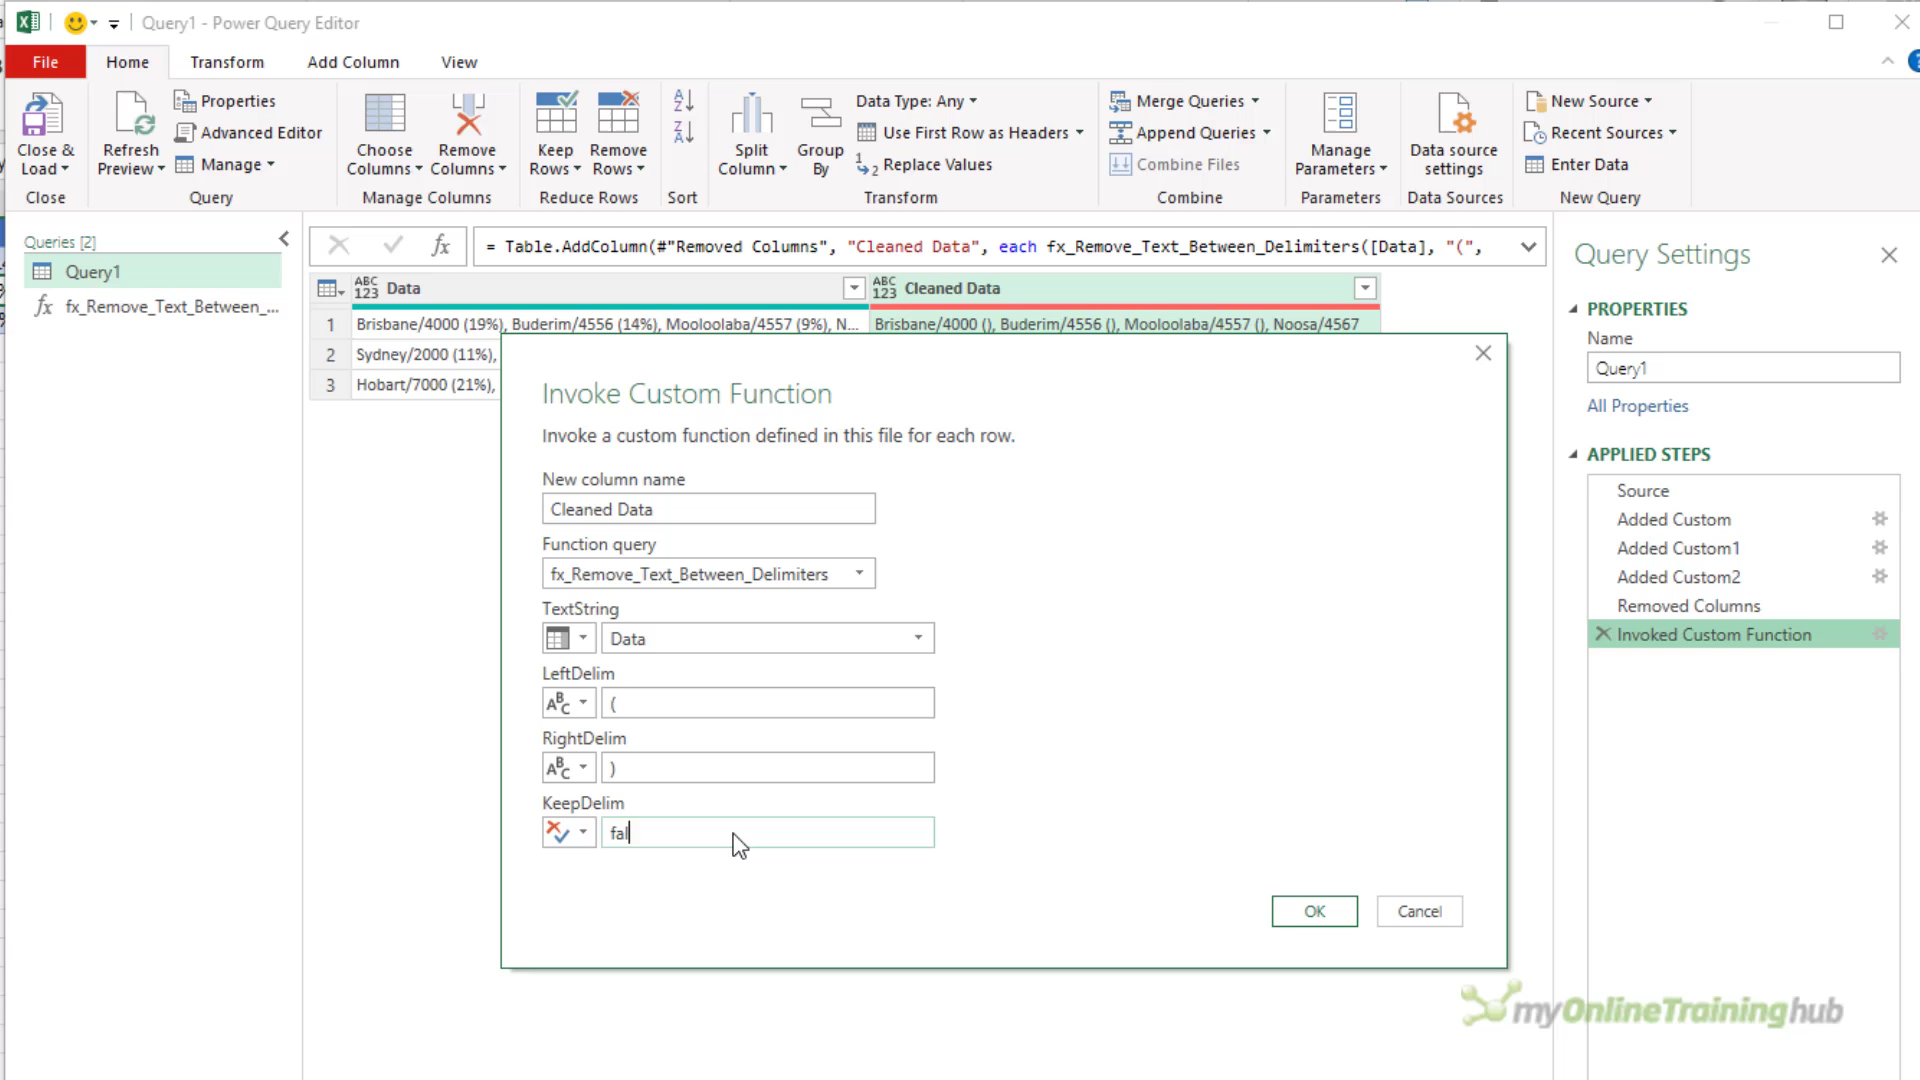 Query1 - Power Query Editor
File Home Transform Add Column View
Close & Load
Close
Refresh Preview
Properties
Advanced Editor
Manage
Query
Choose Columns
Remove Columns
Manage Columns
Keep Rows
Remove Rows
Reduce Rows
Sort
Split Column
Group By
Data Type: Any
Use First Row as Headers
Replace Values
Transform
Merge Queries
Append Queries
Combine Files
Combine
Manage Parameters
Parameters
Data source settings
Data Sources
New Source
Recent Sources
Enter Data
New Query
Queries [2]
Query1
fx_Remove_Text_Between_...
= Table.AddColumn(#"Removed Columns", "Cleaned Data", each fx_Remove_Text_Between_Delimiters([Data], "(",
ABC 123 Data ABC 123 Cleaned Data
1 Brisbane/4000 (19%), Buderim/4556 (14%), Mooloolaba/4557 (9%), N... Brisbane/4000 (), Buderim/4556 (), Mooloolaba/4557 (), Noosa/4567
2 Sydney/2000 (11%),
3 Hobart/7000 (21%),
Invoke Custom Function
Invoke a custom function defined in this file for each row.
New column name
Cleaned Data
Function query
fx_Remove_Text_Between_Delimiters
TextString
Data
LeftDelim
ABC (
RightDelim
ABC )
KeepDelim
fal
OK Cancel
Query Settings
PROPERTIES
Name
Query1
All Properties
APPLIED STEPS
Source
Added Custom
Added Custom1
Added Custom2
Removed Columns
Invoked Custom Function
myOnlineTraininghub